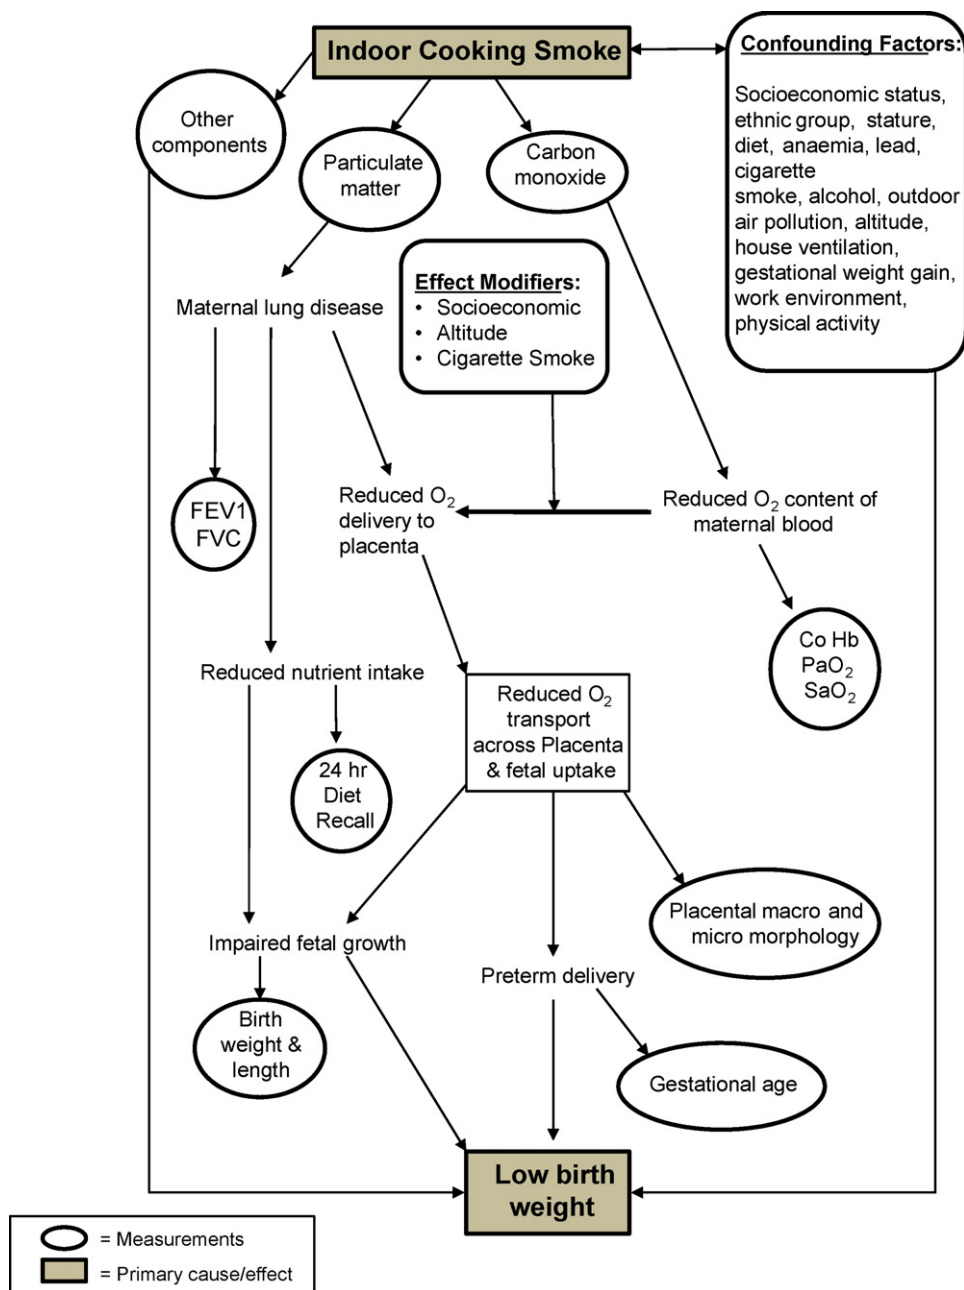 Indoor Cooking Smoke
Confounding Factors:
Socioeconomic status,
ethnic group, stature,
diet, anaemia, lead,
cigarette
smoke, alcohol, outdoor
air pollution, altitude,
house ventilation,
gestational weight gain,
work environment,
physical activity
Other
components
Particulate
matter
Carbon
monoxide
Effect Modifiers:
• Socioeconomic
• Altitude
• Cigarette Smoke
Maternal lung disease
FEV1
FVC
Reduced O2
delivery to
placenta
Reduced O2 content of
maternal blood
Co Hb
PaO2
SaO2
Reduced nutrient intake
24 hr
Diet
Recall
Reduced O2
transport
across Placenta
& fetal uptake
Placental macro and
micro morphology
Impaired fetal growth
Birth
weight &
length
Preterm delivery
Gestational age
Low birth
weight
= Measurements
= Primary cause/effect